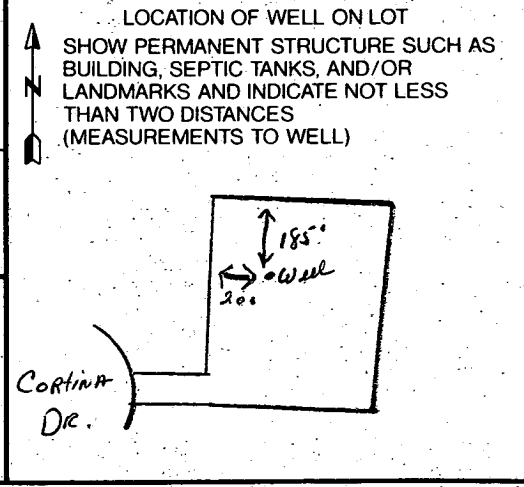 LOCATION OF WELL ON LOT
SHOW PERMANENT STRUCTURE SUCH AS
BUILDING, SEPTIC TANKS, AND/OR
LANDMARKS AND INDICATE NOT LESS
THAN TWO DISTANCES
(MEASUREMENTS TO WELL)
N
185'
Well
200
CORTINA
DR.